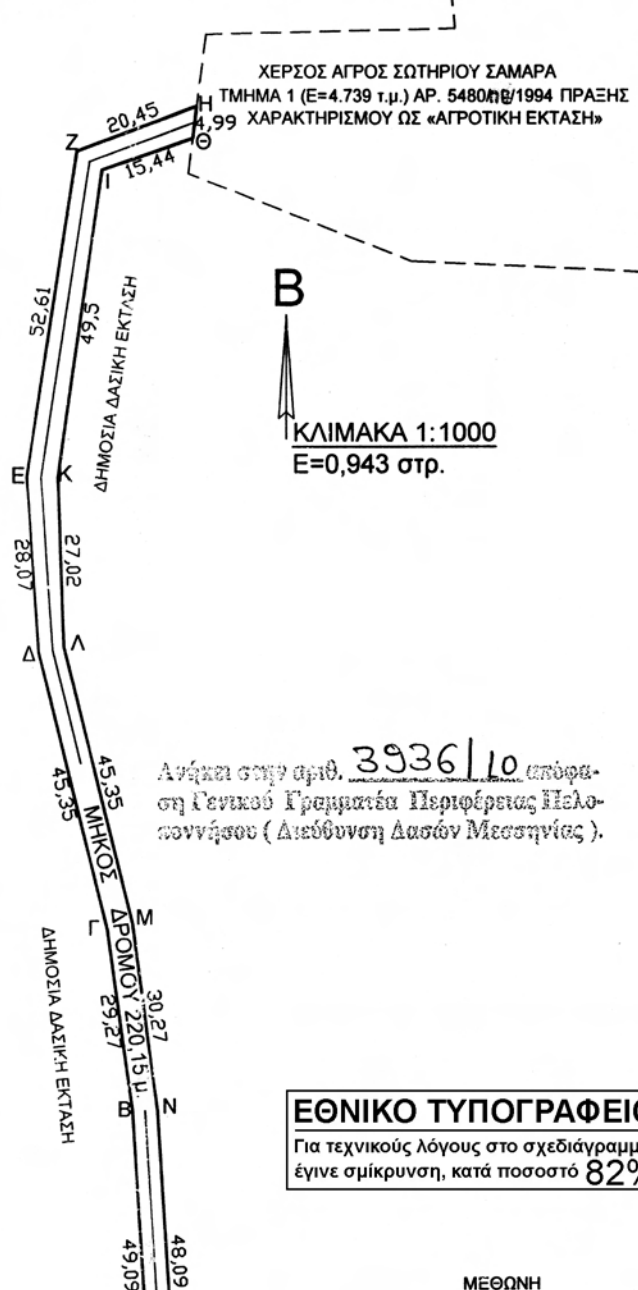 ΧΕΡΣΟΣ ΑΓΡΟΣ ΣΩΤΗΡΙΟΥ ΣΑΜΑΡΑ
ΤΜΗΜΑ 1 (Ε=4.739 τ.μ.) ΑΡ. /1994 ΠΡΑΞΗΣ
ΧΑΡΑΚΤΗΡΙΣΜΟΥ ΩΣ «ΑΓΡΟΤΙΚΗ ΕΚΤΑΣΗ»
20,45
Η
4,99
Θ
Ζ
15,44
Ι
52,61
49,5
ΔΗΜΟΣΙΑ ΔΑΣΙΚΗ ΕΚΤΑΣΗ
Β
ΚΛΙΜΑΚΑ 1:1000
Ε=0,943 στρ.
Ε
Κ
28,07
27,02
Δ
Λ
45,35
45,35
Ανήκει στην αριθ. 3936/10 απόφα-
ση Γενικού Γραμματέα Περιφέρειας Πελο-
ποννήσου ( Διεύθυνση Δασών Μεσσηνίας ).
ΜΗΚΟΣ ΔΡΟΜΟΥ 220,15 μ.
Γ
Μ
29,27
30,27
ΔΗΜΟΣΙΑ ΔΑΣΙΚΗ ΕΚΤΑΣΗ
Β
Ν
ΕΘΝΙΚΟ ΤΥΠΟΓΡΑΦΕΙΟ
Για τεχνικούς λόγους στο σχεδιάγραμμ
έγινε σμίκρυνση, κατά ποσοστό 82%
49,09
48,09
ΜΕΘΩΝΗ